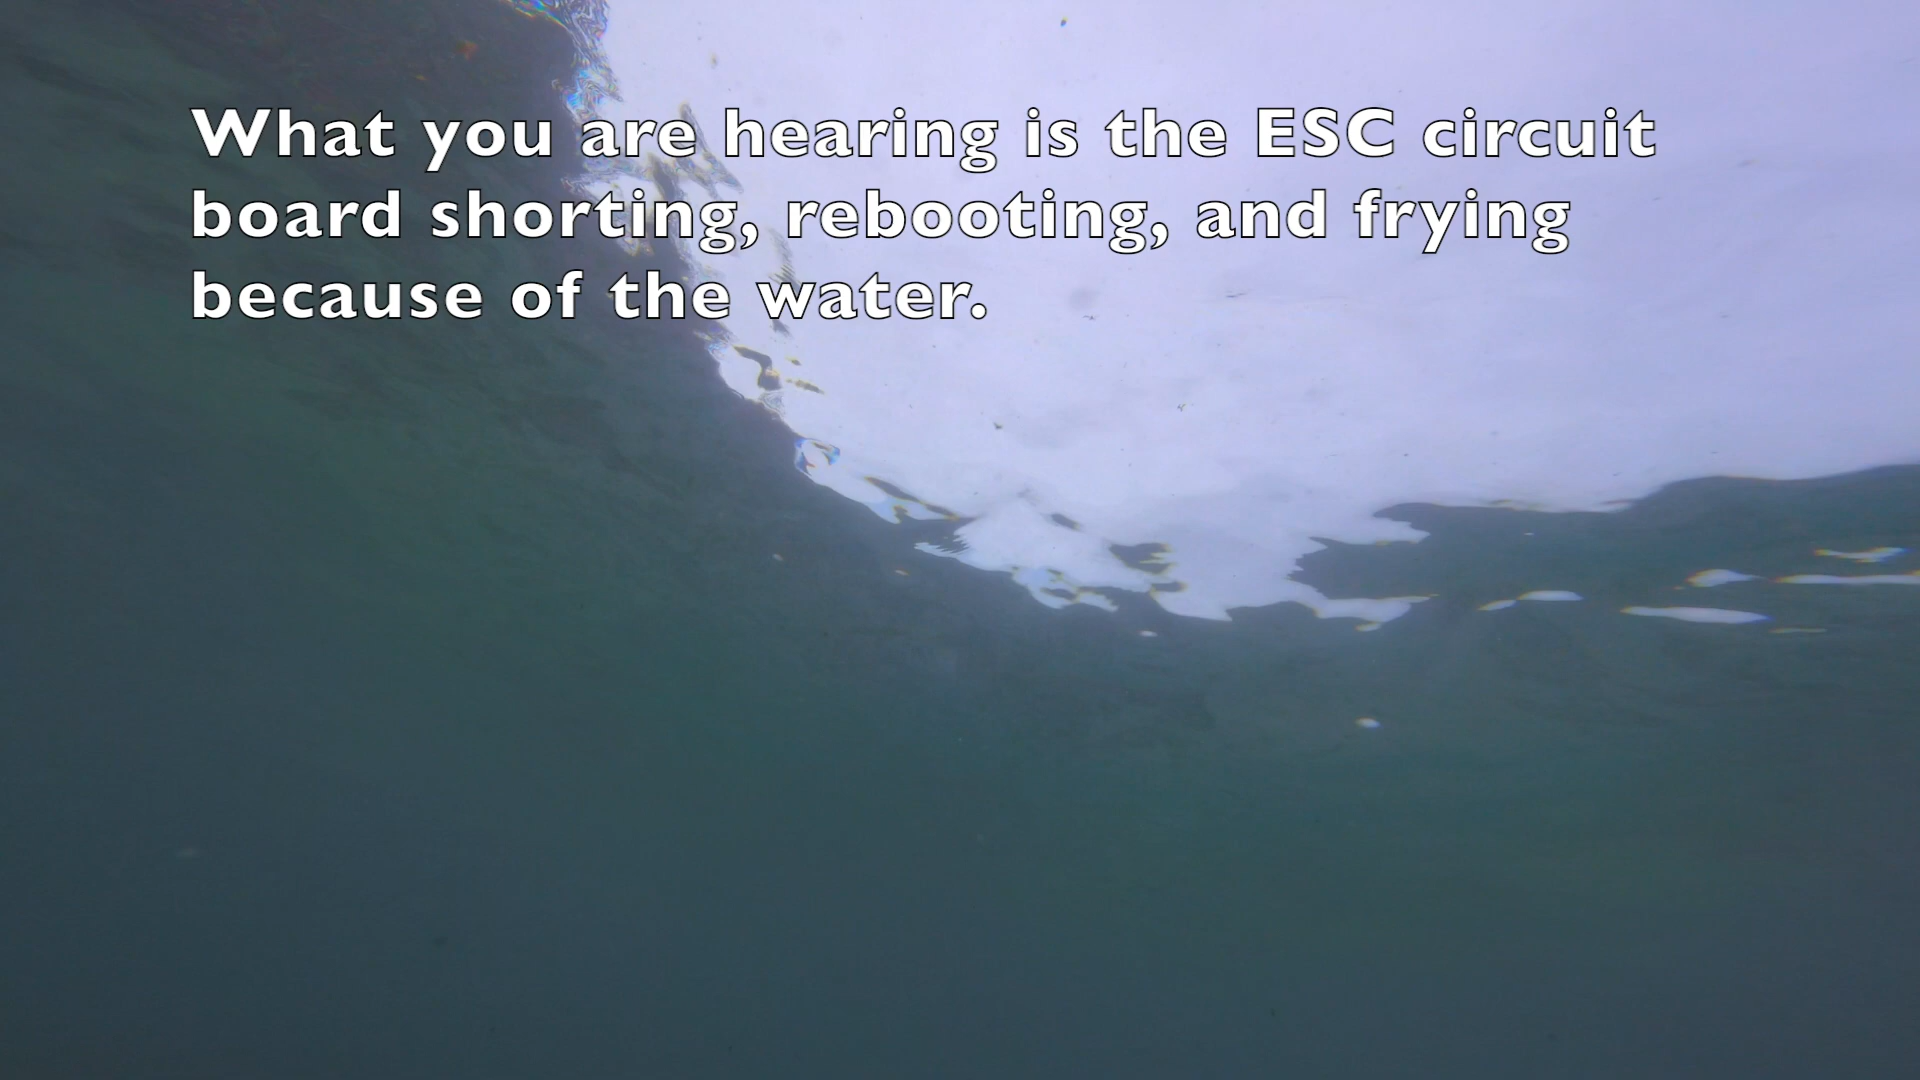 What you are hearing is the ESC circuit
board shorting, rebooting, and frying
because of the water.